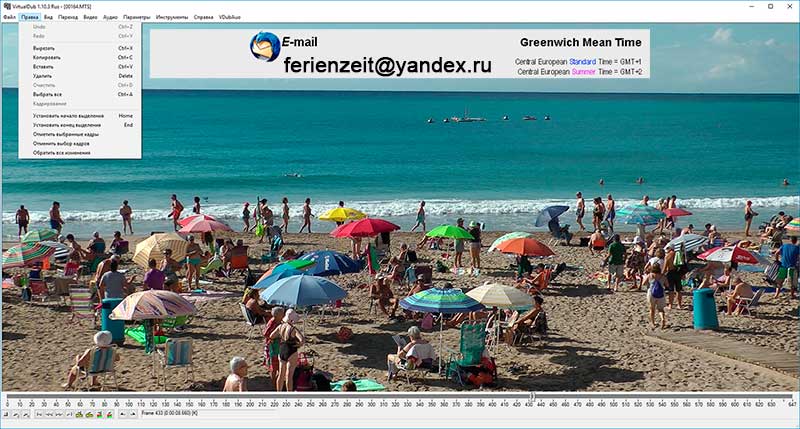 VirtualDub 1.10.3 Rus - [00164.MTS]
Файл Правка Вид Переход Видео Аудио Параметры Инструменты Справка VDubAiuo
Undo Ctrl+Z
Redo Ctrl+Y
Вырезать Ctrl+X
Копировать Ctrl+C
Вставить Ctrl+V
Удалить Delete
Очистить Ctrl+D
Выбрать все Ctrl+A
Кадрирование
Установить начало выделения Home
Установить конец выделения End
Отметить выбранные кадры
Отменить выбор кадров
Обратить все изменения
E-mail
ferienzeit@yandex.ru
Greenwich Mean Time
Central European Standard Time = GMT+1
Central European Summer Time = GMT+2
0 10 20 30 40 50 60 70 80 90 100 110 120 130 140 150 160 170 180 190 200 210 220 230 240 250 260 270 280 290 300 310 320 330 340 350 360 370 380 390 400 410 420 430 440 450 460 470 480 490 500 510 520 530 540 550 560 570 580 590 600 610 620 630 647
Frame 433 (0:00:08.660) [K]